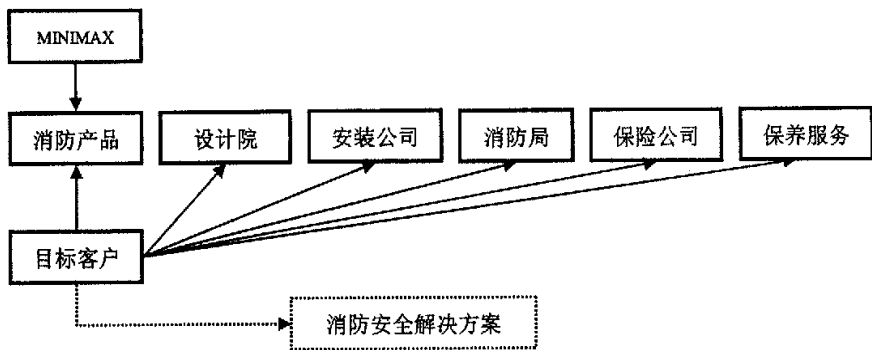 MINIMAX
消防产品
设计院
安装公司
消防局
保险公司
保养服务
目标客户
消防安全解决方案